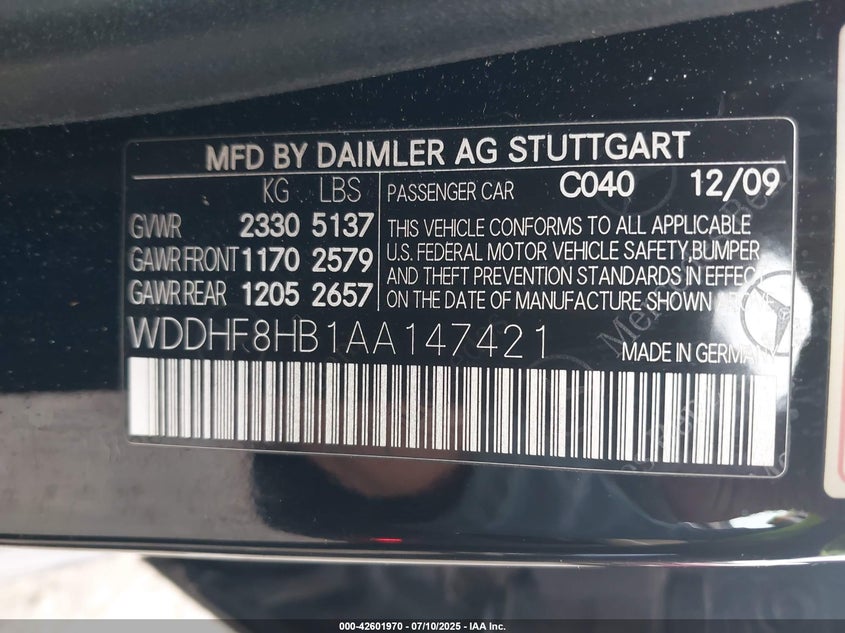 MFD BY DAIMLER AG STUTTGART
KG LBS
GVWR 2330 5137
GAWR FRONT 1170 2579
GAWR REAR 1205 2657
PASSENGER CAR C040 12/09
THIS VEHICLE CONFORMS TO ALL APPLICABLE
U.S. FEDERAL MOTOR VEHICLE SAFETY, BUMPER
AND THEFT PREVENTION STANDARDS IN EFFECT
ON THE DATE OF MANUFACTURE SHOWN
WDDHF8HB1AA147421
MADE IN GERMANY
000-42601970 - 07/10/2025 - IAA Inc.